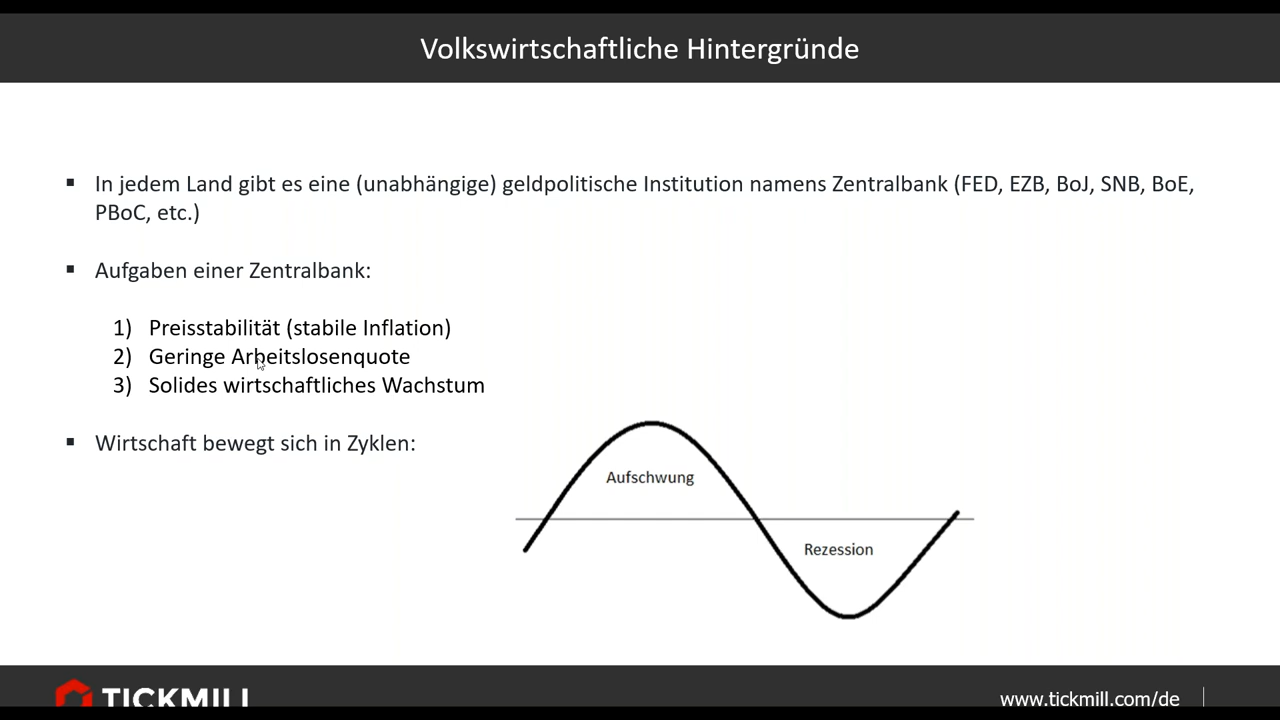 Volkswirtschaftliche Hintergründe
▪ In jedem Land gibt es eine (unabhängige) geldpolitische Institution namens Zentralbank (FED, EZB, BoJ, SNB, BoE,
PBoC, etc.)
▪ Aufgaben einer Zentralbank:
1) Preisstabilität (stabile Inflation)
2) Geringe Arbeitslosenquote
3) Solides wirtschaftliches Wachstum
▪ Wirtschaft bewegt sich in Zyklen:
Aufschwung
Rezession
TICKMILL
www.tickmill.com/de